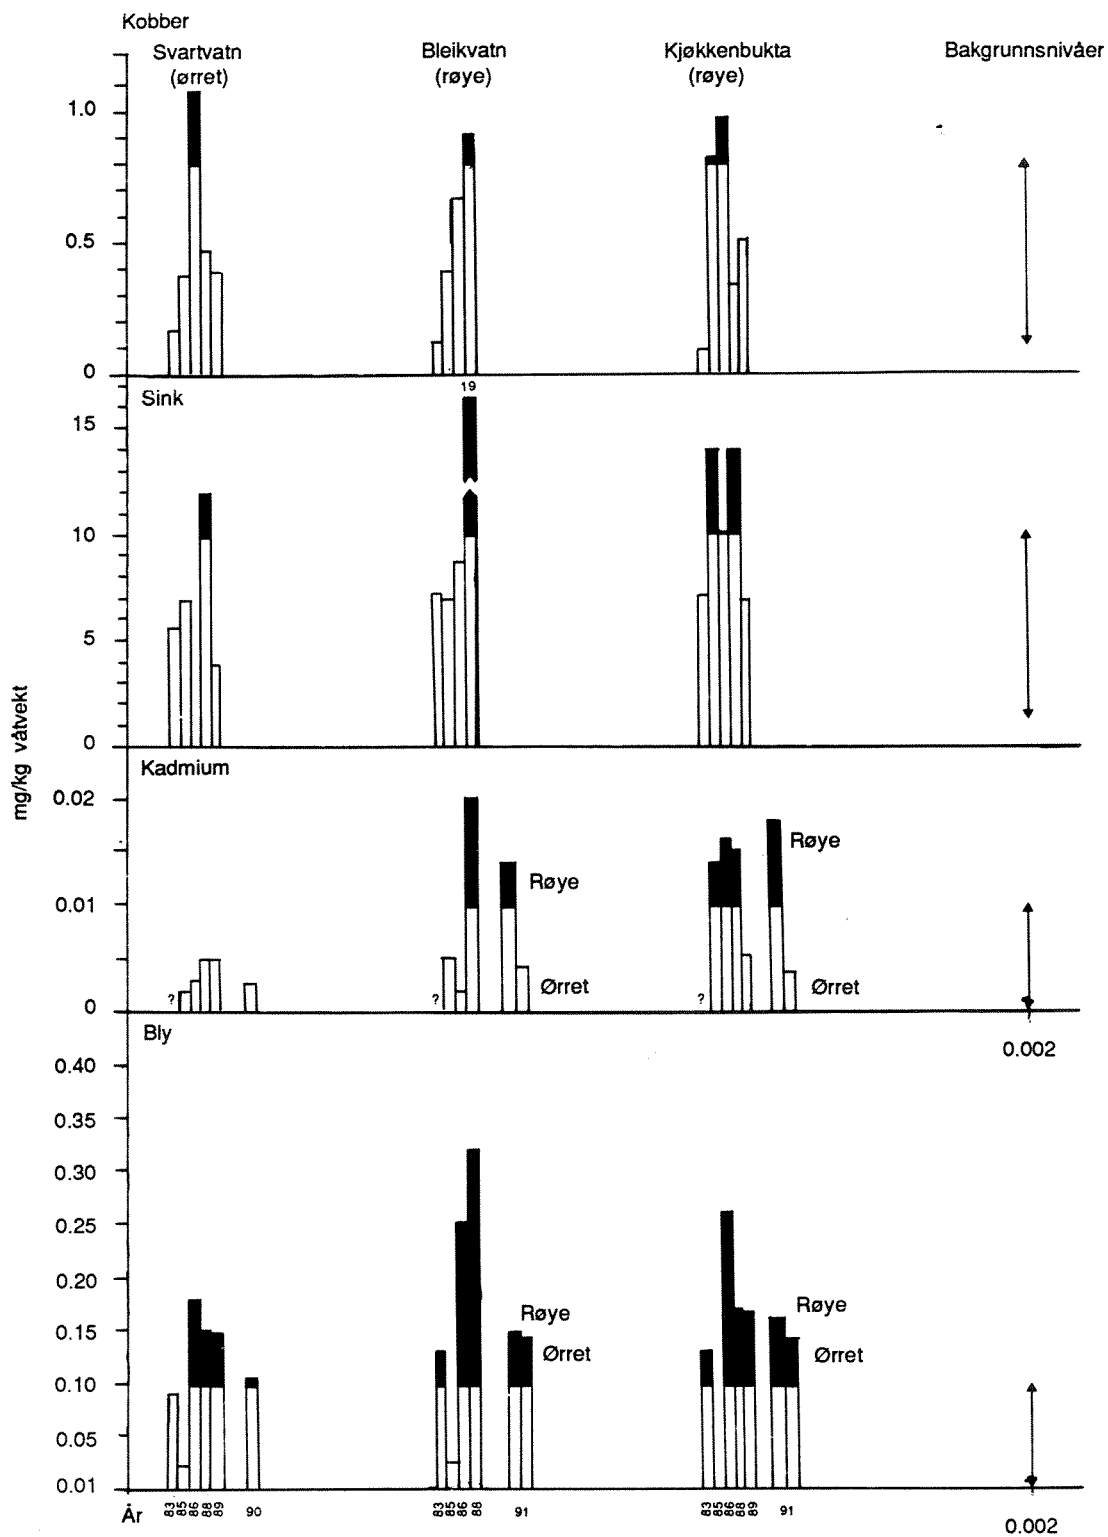 Kobber
Svartvatn
(ørret)
Bleikvatn
(røye)
Kjøkkenbukta
(røye)
Bakgrunnsnivåer
1.0
0.5
0
19
Sink
15
10
5
0
mg/kg våtvekt
Kadmium
0.02
0.01
0
?
?
?
Røye
Ørret
Røye
Ørret
0.002
Bly
0.40
0.35
0.30
0.25
0.20
0.15
0.10
0.05
0.01
Røye
Ørret
Røye
Ørret
År
83 85 86 88 89 90
83 85 86 88 91
83 85 86 88 89 91
0.002